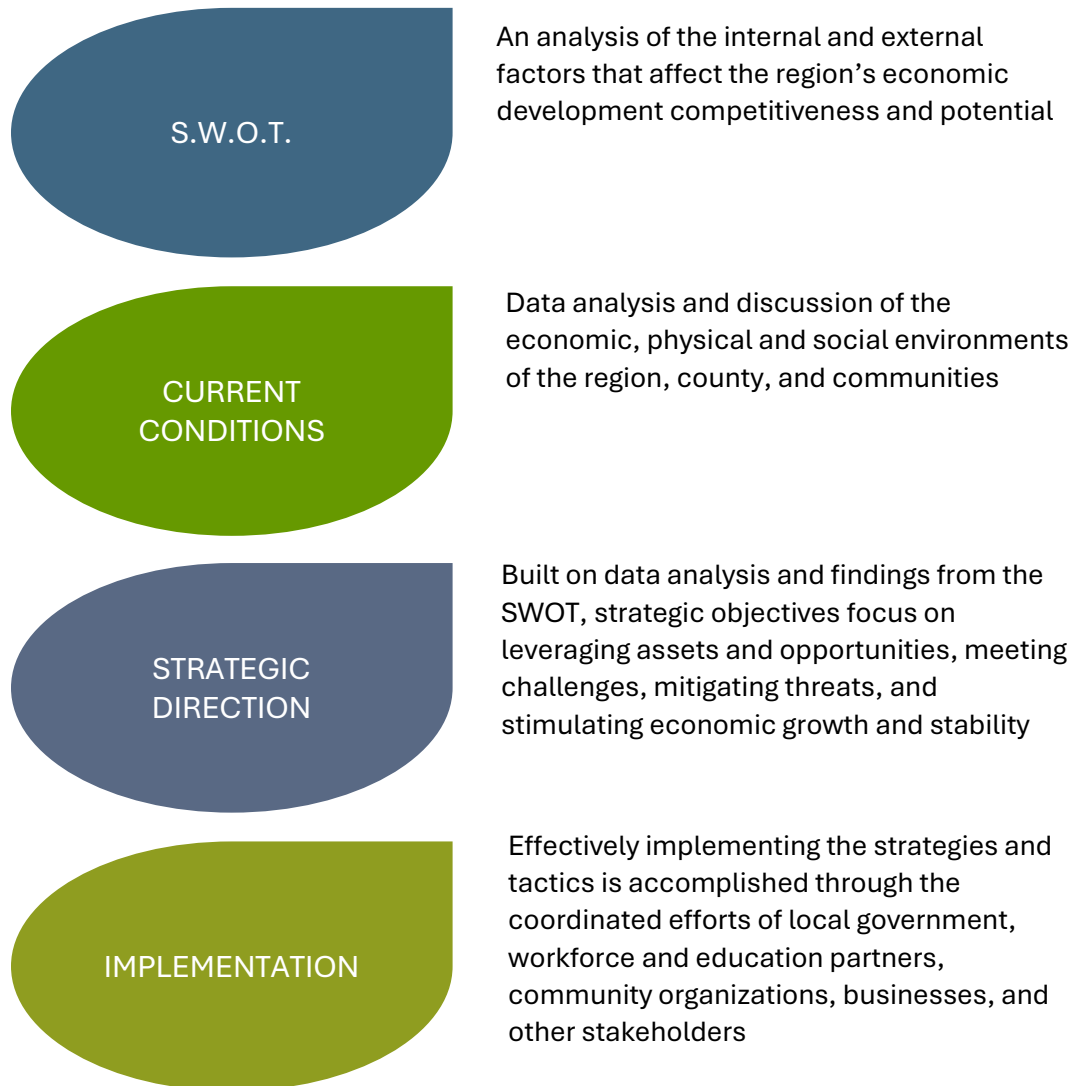 S.W.O.T.
An analysis of the internal and external
factors that affect the region’s economic
development competitiveness and potential
CURRENT
CONDITIONS
Data analysis and discussion of the
economic, physical and social environments
of the region, county, and communities
STRATEGIC
DIRECTION
Built on data analysis and findings from the
SWOT, strategic objectives focus on
leveraging assets and opportunities, meeting
challenges, mitigating threats, and
stimulating economic growth and stability
IMPLEMENTATION
Effectively implementing the strategies and
tactics is accomplished through the
coordinated efforts of local government,
workforce and education partners,
community organizations, businesses, and
other stakeholders